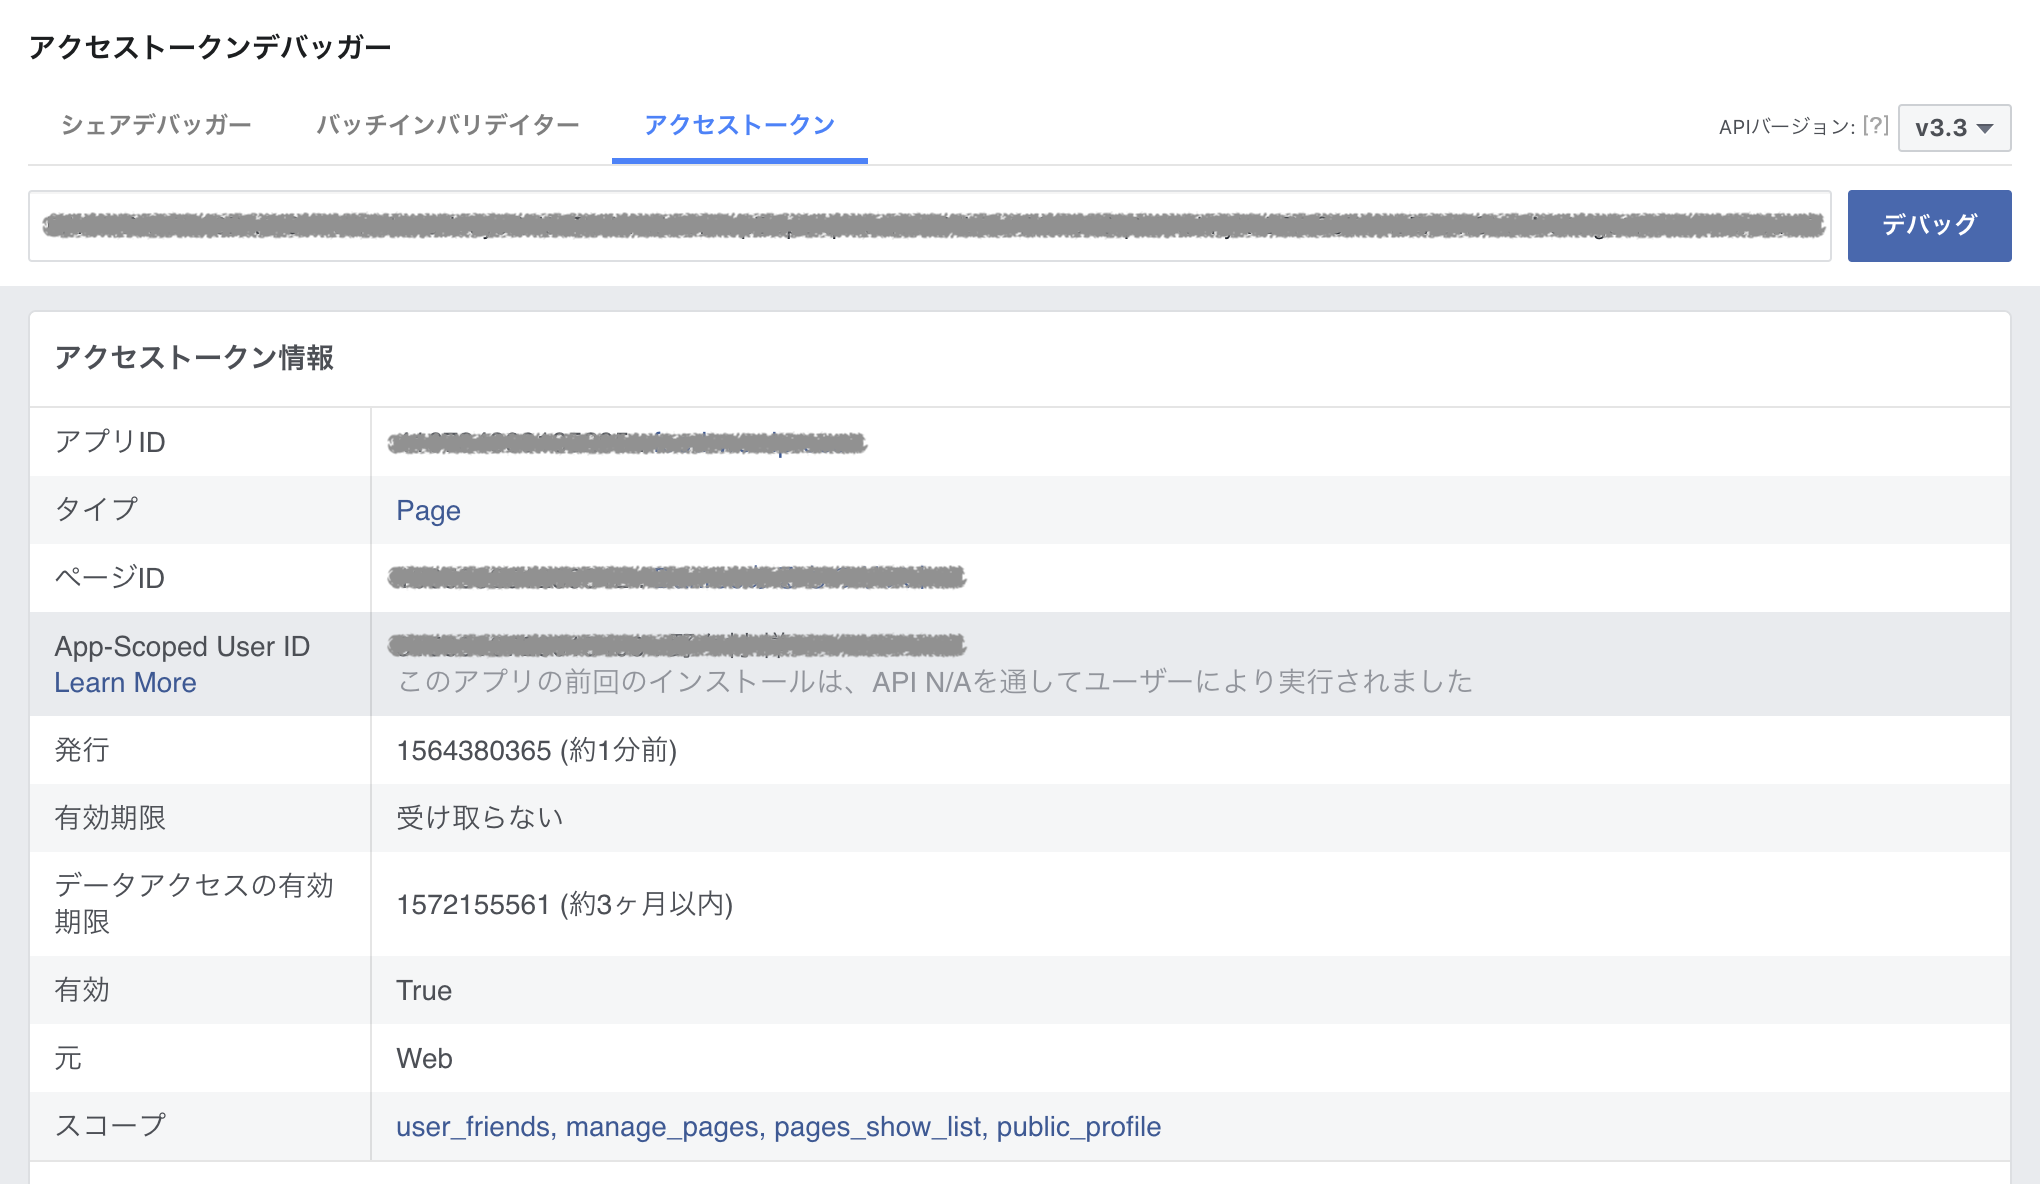 アクセストークンデバッガー
シェアデバッガー バッチインバリデイター アクセストークン APIバージョン: [?] v3.3
デバッグ
アクセストークン情報
アプリID
タイプ Page
ページID
App-Scoped User ID
Learn More このアプリの前回のインストールは、API N/Aを通してユーザーにより実行されました
発行 1564380365 (約1分前)
有効期限 受け取らない
データアクセスの有効
期限 1572155561 (約3ヶ月以内)
有効 True
元 Web
スコープ user_friends, manage_pages, pages_show_list, public_profile